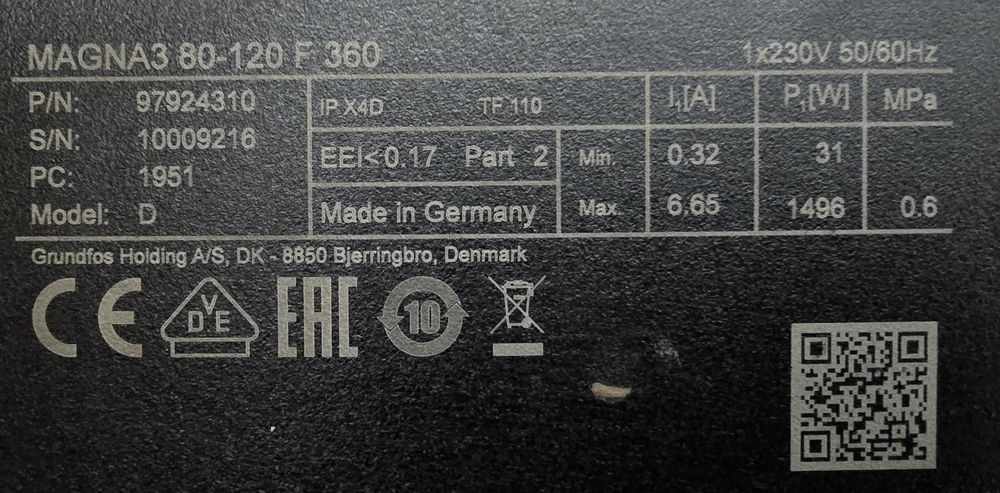 MAGNA3 80-120 F 360 1x230V 50/60Hz
P/N: 97924310 IP X4D TF 110 I₁[A] P₁[W] MPa
S/N: 10009216 EEI<0.17 Part 2 Min. 0.32 31
PC: 1951
Model: D Made in Germany Max. 6.65 1496 0.6
Grundfos Holding A/S, DK - 8850 Bjerringbro, Denmark
CE VDE EAC 10